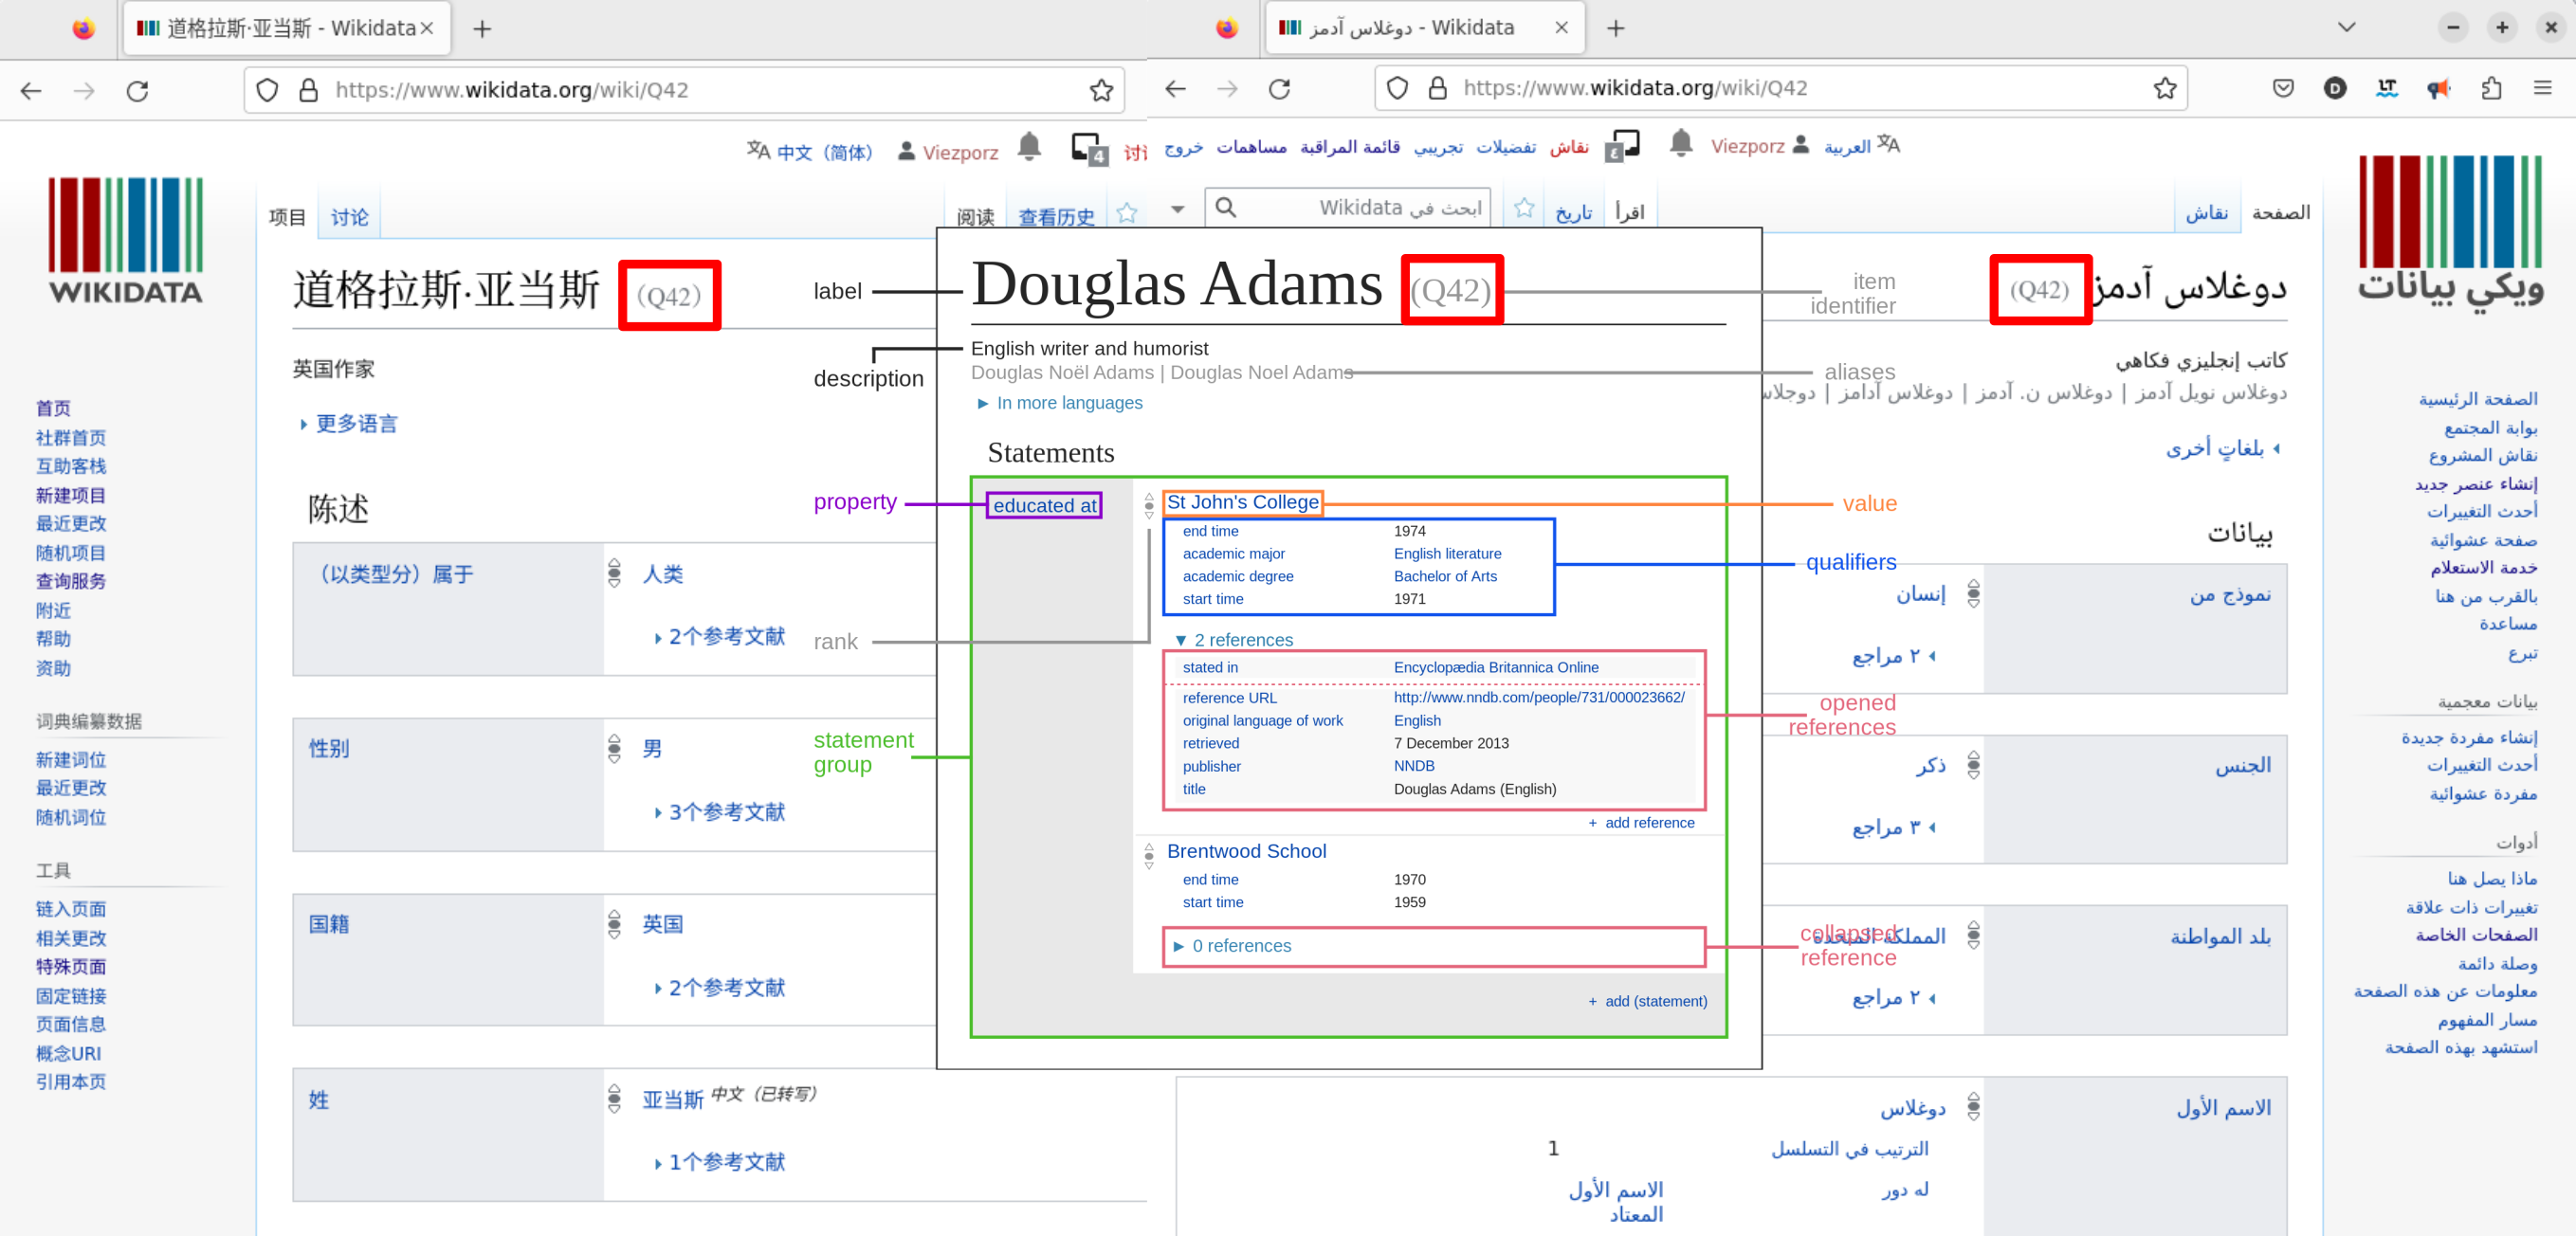 道格拉斯·亚当斯 - Wikidata
https://www.wikidata.org/wiki/Q42
中文（简体）
Viezporz
4
WIKIDATA
项目
讨论
阅读
查看历史
道格拉斯·亚当斯
（Q42）
英国作家
更多语言
陈述
（以类型分）属于
人类
2个参考文献
性别
男
3个参考文献
国籍
英国
2个参考文献
姓
亚当斯 中文（已转写）
1个参考文献
首页
社群首页
互助客栈
新建项目
最近更改
随机项目
查询服务
附近
帮助
资助
词典编纂数据
新建词位
最近更改
随机词位
工具
链入页面
相关更改
特殊页面
固定链接
页面信息
概念URI
引用本页
label
description
property
rank
statement
group
Douglas Adams (Q42)
English writer and humorist
Douglas Noël Adams | Douglas Noel Adams
► In more languages
Statements
educated at
St John's College
end time 1974
academic major English literature
academic degree Bachelor of Arts
start time 1971
▼ 2 references
stated in Encyclopædia Britannica Online
reference URL http://www.nndb.com/people/731/000023662/
original language of work English
retrieved 7 December 2013
publisher NNDB
title Douglas Adams (English)
+ add reference
Brentwood School
end time 1970
start time 1959
► 0 references
+ add (statement)
item
identifier
aliases
value
qualifiers
opened
references
collapsed
reference
دوغلاس آدمز - Wikidata
https://www.wikidata.org/wiki/Q42
العربية
Viezporz
٤
نقاش
تفضيلات
تجريبي
قائمة المراقبة
مساهمات
خروج
الصفحة
نقاش
اقرأ
تاريخ
ابحث في Wikidata
ويكي بيانات
دوغلاس آدمز
(Q42)
كاتب إنجليزي فكاهي
دوغلاس نويل آدمز | دوغلاس ن. آدمز | دوغلاس آدامز |
بلغاتٍ أخرى
بيانات
نموذج من
إنسان
٢ مراجع
الجنس
ذكر
٣ مراجع
بلد المواطنة
المملكة المتحدة
٢ مراجع
الاسم الأول
دوغلاس
الترتيب في التسلسل
1
له دور
الاسم الأول
المعتاد
الصفحة الرئيسية
بوابة المجتمع
نقاش المشروع
إنشاء عنصر جديد
أحدث التغييرات
صفحة عشوائية
خدمة الاستعلام
بالقرب من هنا
مساعدة
تبرع
بيانات معجمية
إنشاء مفردة جديدة
أحدث التغييرات
مفردة عشوائية
أدوات
ماذا يصل هنا
تغييرات ذات علاقة
الصفحات الخاصة
وصلة دائمة
معلومات عن هذه الصفحة
مسار المفهوم
استشهد بهذه الصفحة